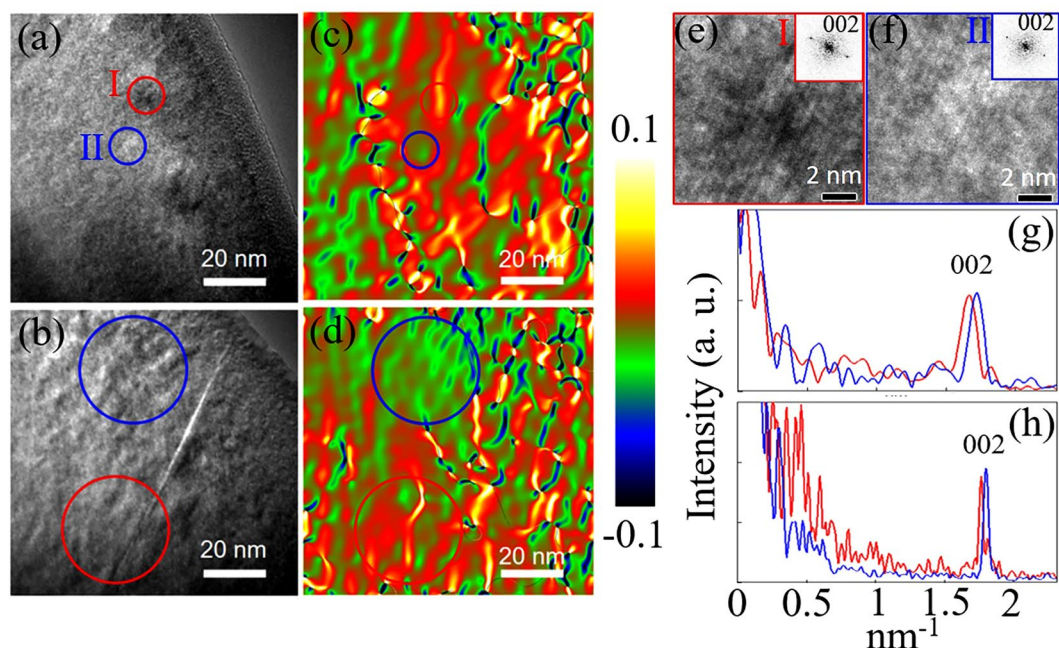 (a)
I
II
20 nm
(b)
20 nm
(c)
20 nm
(d)
20 nm
0.1
-0.1
(e)
I
002
2 nm
(f)
II
002
2 nm
(g)
002
(h)
002
Intensity (a. u.)
0
0.5
1
1.5
2
nm-1